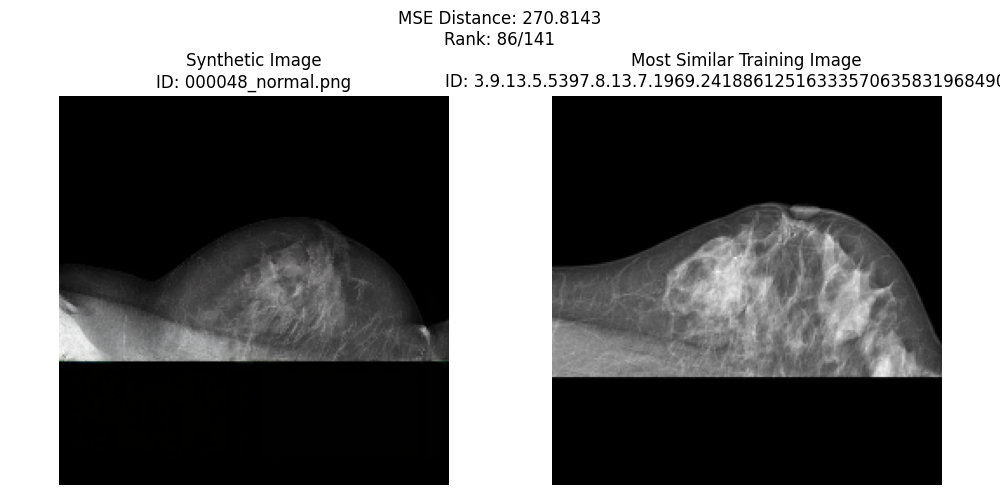 MSE Distance: 270.8143
Rank: 86/141
Synthetic Image
ID: 000048_normal.png
Most Similar Training Image
ID: 3.9.13.5.5397.8.13.7.1969.24188612516333570635831968490